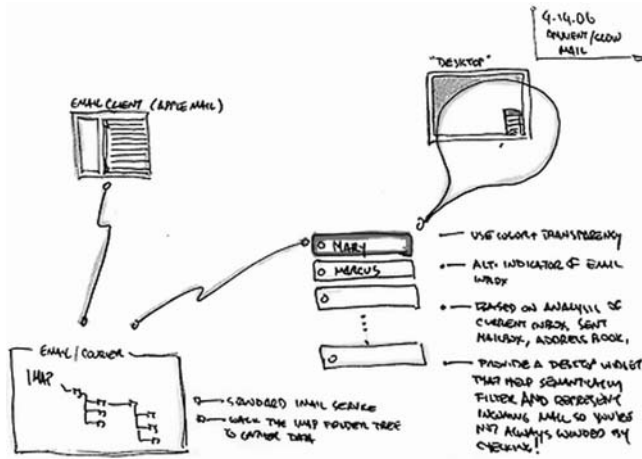 4.14.06
AMBIENT/GLOW
MAIL
"DESKTOP"
EMAIL CLIENT (APPLE MAIL)
MARY
MARCUS
USE COLOR + TRANSPARENCY
ALT. INDICATOR OF EMAIL
INBOX
BASED ON ANALYSIS OF
CURRENT INBOX, SENT
MAILBOX, ADDRESS BOOK,
PROVIDE A DESKTOP WIDGET
THAT HELP SEMANTICALLY
FILTER AND REPRESENT
INCOMING MAIL SO YOU'RE
NOT ALWAYS WOUNDED BY
CHECKING!
EMAIL/COURIER
IMAP
STANDARD EMAIL SERVICE
WALK THE IMAP FOLDER TREE
TO GATHER DATA